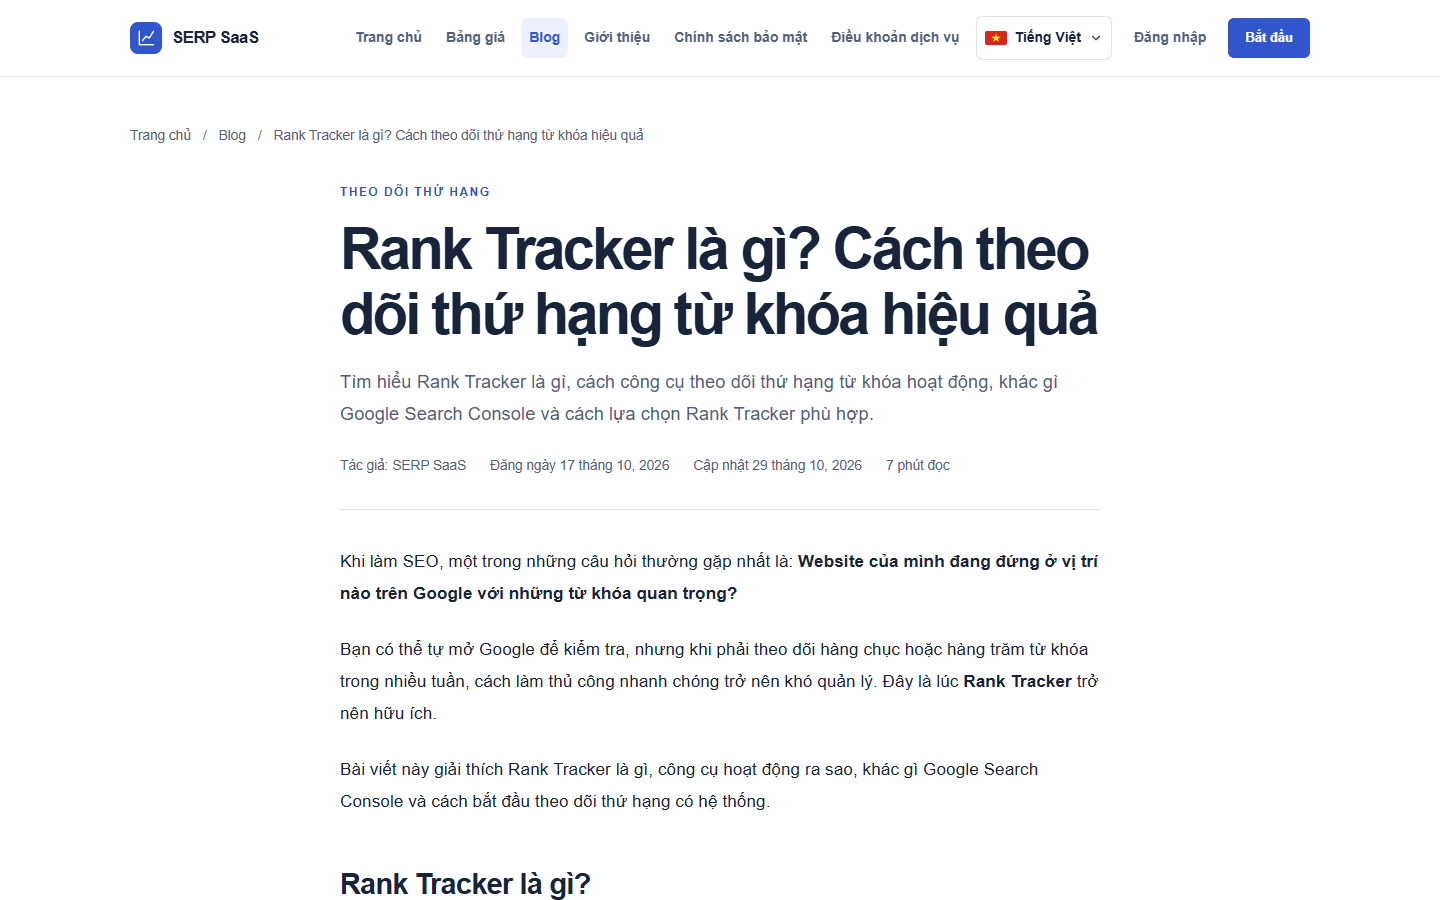 SERP SaaS
Trang chủ
Bảng giá
Blog
Giới thiệu
Chính sách bảo mật
Điều khoản dịch vụ
Tiếng Việt
Đăng nhập
Bắt đầu
Trang chủ / Blog / Rank Tracker là gì? Cách theo dõi thứ hạng từ khóa hiệu quả
THEO DÕI THỨ HẠNG
Rank Tracker là gì? Cách theo
dõi thứ hạng từ khóa hiệu quả
Tìm hiểu Rank Tracker là gì, cách công cụ theo dõi thứ hạng từ khóa hoạt động, khác gì
Google Search Console và cách lựa chọn Rank Tracker phù hợp.
Tác giả: SERP SaaS Đăng ngày 17 tháng 10, 2026 Cập nhật 29 tháng 10, 2026 7 phút đọc
Khi làm SEO, một trong những câu hỏi thường gặp nhất là: Website của mình đang đứng ở vị trí
nào trên Google với những từ khóa quan trọng?
Bạn có thể tự mở Google để kiểm tra, nhưng khi phải theo dõi hàng chục hoặc hàng trăm từ khóa
trong nhiều tuần, cách làm thủ công nhanh chóng trở nên khó quản lý. Đây là lúc Rank Tracker trở
nên hữu ích.
Bài viết này giải thích Rank Tracker là gì, công cụ hoạt động ra sao, khác gì Google Search
Console và cách bắt đầu theo dõi thứ hạng có hệ thống.
Rank Tracker là gì?